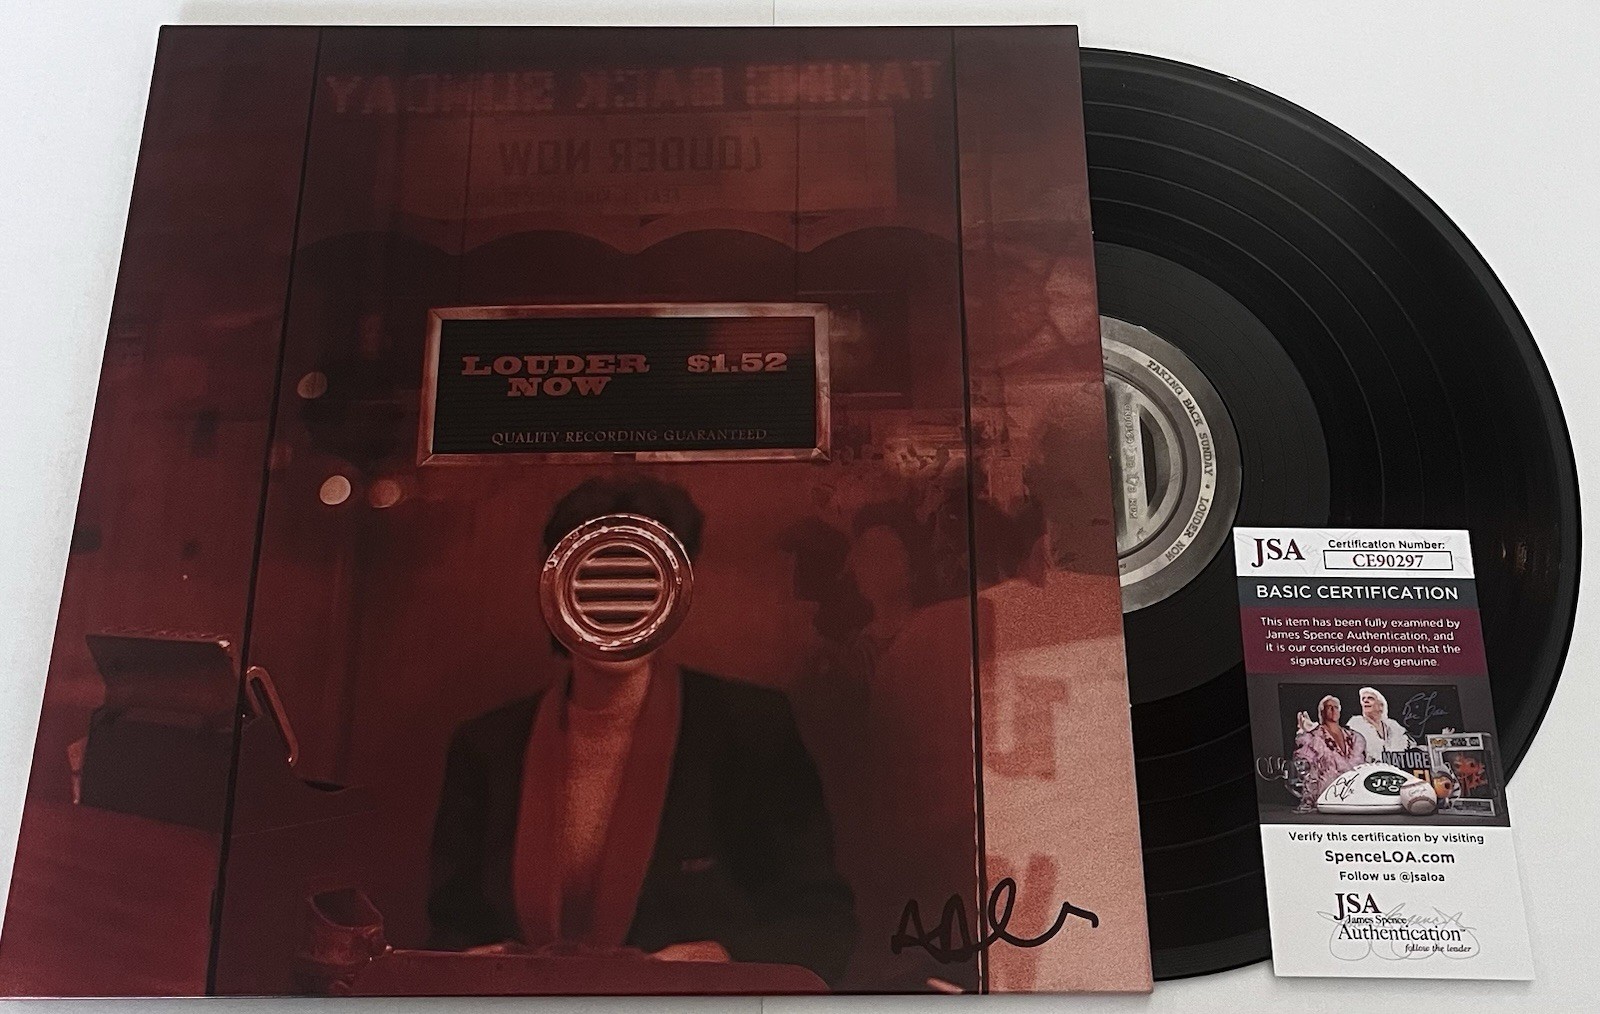 TAKING BACK SUNDAY
LOUDER NOW
LOUDER $1.52
NOW
QUALITY RECORDING GUARANTEED
TAKING BACK SUNDAY • LOUDER NOW
JSA Certification Number:
CE90297
BASIC CERTIFICATION
This item has been fully examined by
James Spence Authentication, and
it is our considered opinion that the
signature(s) is/are genuine.
NATURE
JETS
Verify this certification by visiting
SpenceLOA.com
Follow us @jsaloa
JSA
James Spence
Authentication™
follow the leader